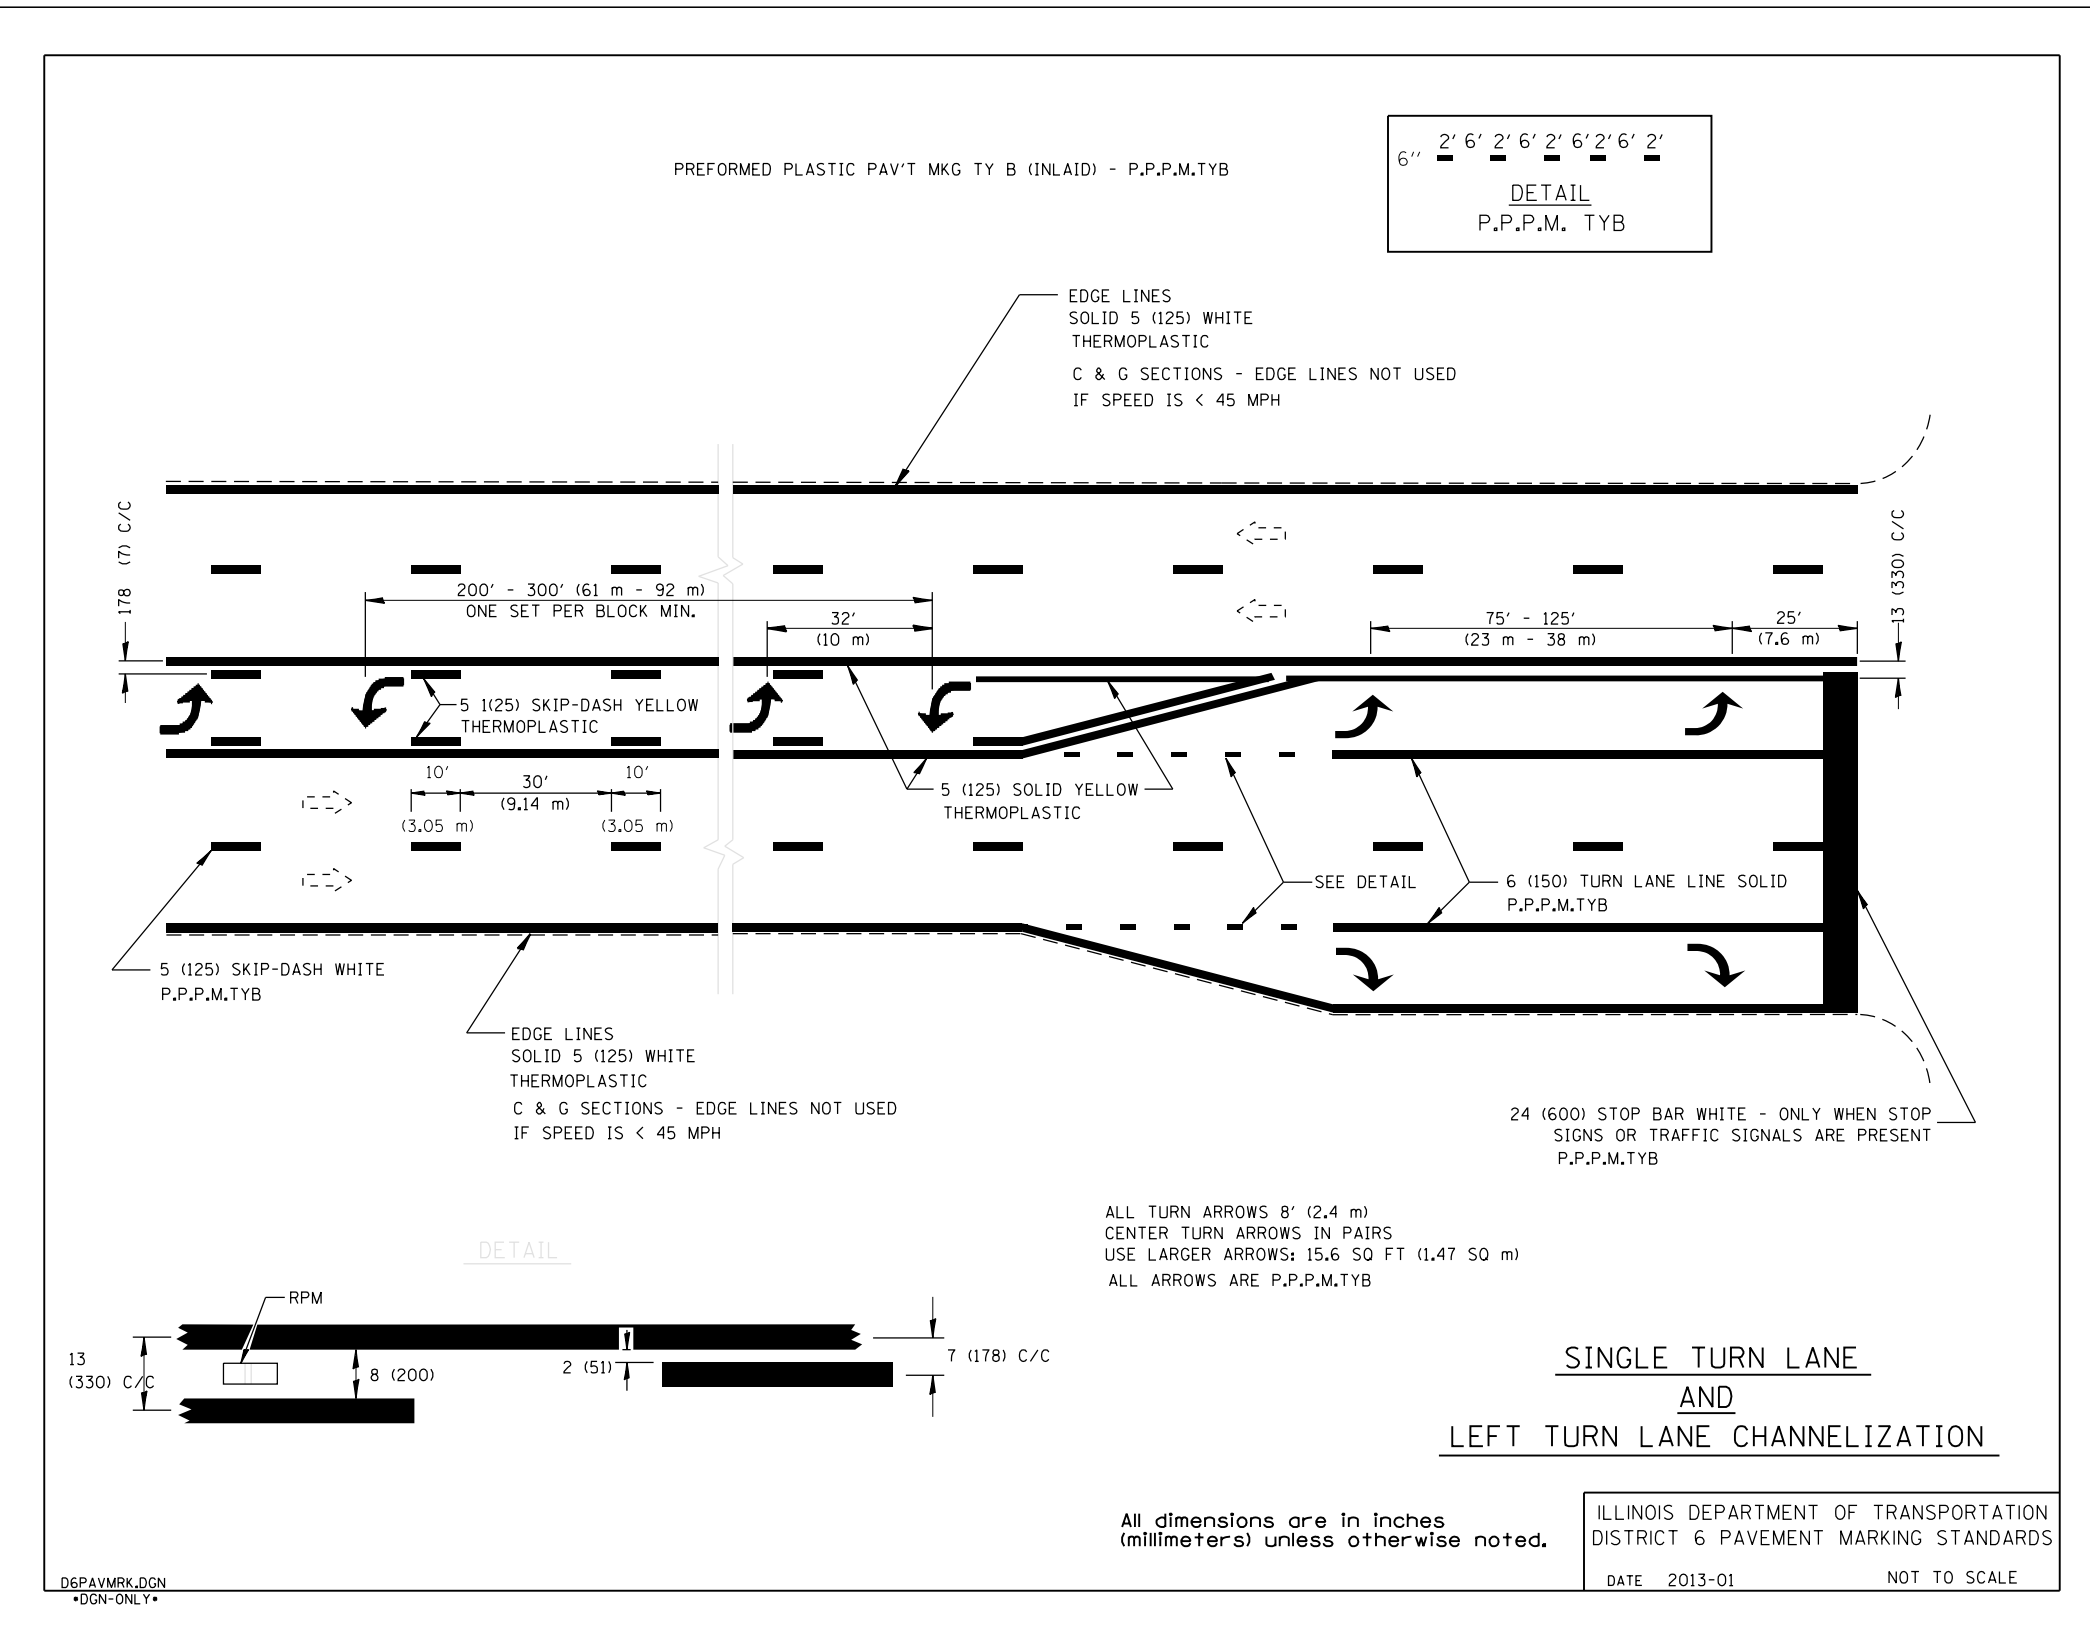 PREFORMED PLASTIC PAV'T MKG TY B (INLAID) - P.P.P.M.TYB
2' 6' 2' 6' 2' 6' 2' 6' 2'
6''
DETAIL
P.P.P.M. TYB
EDGE LINES
SOLID 5 (125) WHITE
THERMOPLASTIC
C & G SECTIONS - EDGE LINES NOT USED
IF SPEED IS < 45 MPH
178 (7) C/C
13 (330) C/C
200' - 300' (61 m - 92 m)
ONE SET PER BLOCK MIN.
32'
(10 m)
75' - 125'
(23 m - 38 m)
25'
(7.6 m)
5 1(25) SKIP-DASH YELLOW
THERMOPLASTIC
10'
30'
10'
(9.14 m)
(3.05 m)
(3.05 m)
5 (125) SOLID YELLOW
THERMOPLASTIC
SEE DETAIL
6 (150) TURN LANE LINE SOLID
P.P.P.M.TYB
5 (125) SKIP-DASH WHITE
P.P.P.M.TYB
EDGE LINES
SOLID 5 (125) WHITE
THERMOPLASTIC
C & G SECTIONS - EDGE LINES NOT USED
IF SPEED IS < 45 MPH
24 (600) STOP BAR WHITE - ONLY WHEN STOP
SIGNS OR TRAFFIC SIGNALS ARE PRESENT
P.P.P.M.TYB
ALL TURN ARROWS 8' (2.4 m)
CENTER TURN ARROWS IN PAIRS
USE LARGER ARROWS: 15.6 SQ FT (1.47 SQ m)
ALL ARROWS ARE P.P.P.M.TYB
DETAIL
RPM
13
(330) C/C
8 (200)
2 (51)
7 (178) C/C
SINGLE TURN LANE
AND
LEFT TURN LANE CHANNELIZATION
All dimensions are in inches
(millimeters) unless otherwise noted.
ILLINOIS DEPARTMENT OF TRANSPORTATION
DISTRICT 6 PAVEMENT MARKING STANDARDS
DATE 2013-01
NOT TO SCALE
D6PAVMRK.DGN
•DGN-ONLY•